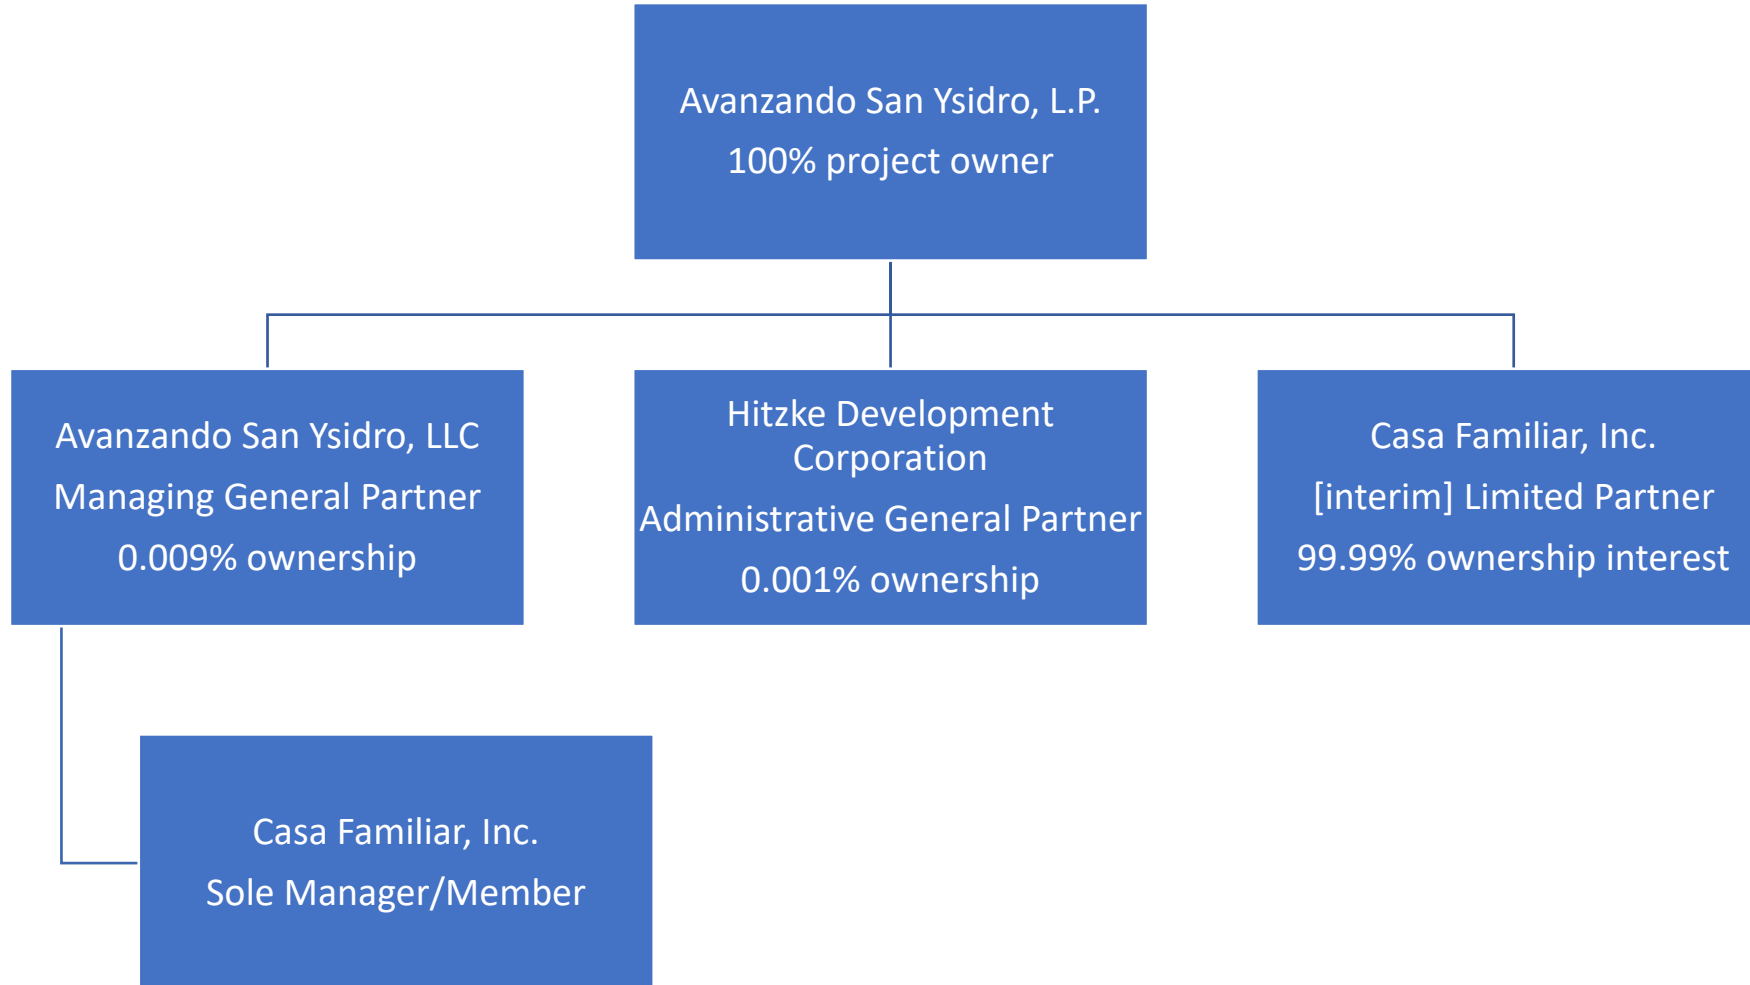 Avanzando San Ysidro, L.P.
100% project owner
Avanzando San Ysidro, LLC
Managing General Partner
0.009% ownership
Hitzke Development
Corporation
Administrative General Partner
0.001% ownership
Casa Familiar, Inc.
[interim] Limited Partner
99.99% ownership interest
Casa Familiar, Inc.
Sole Manager/Member